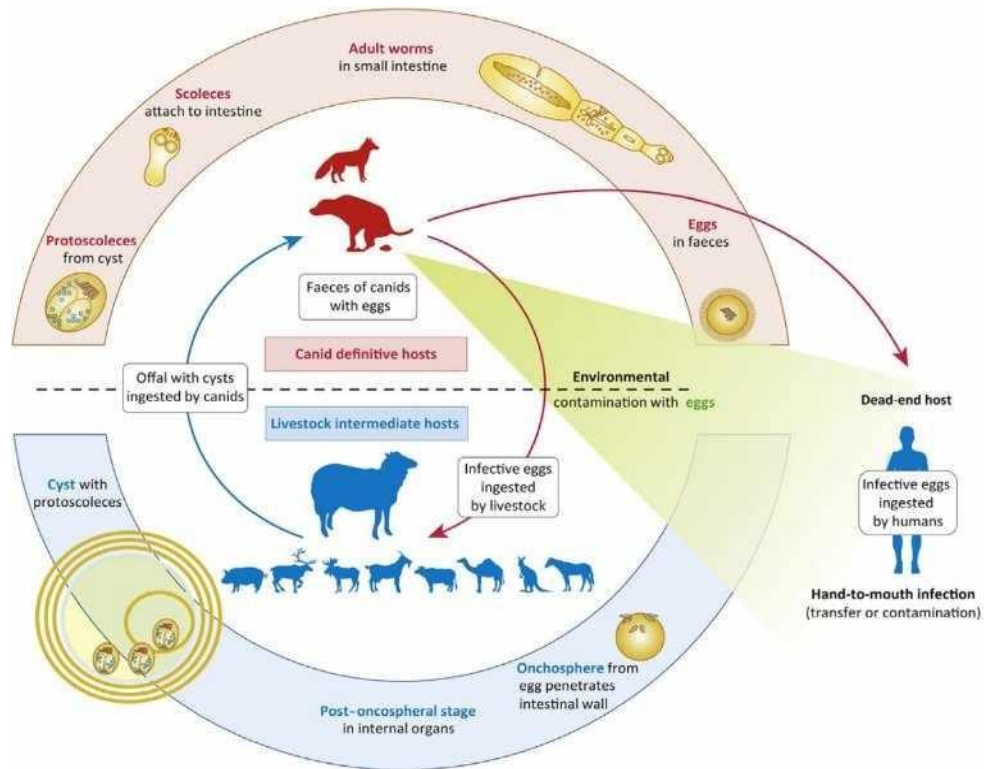 Adult worms
in small intestine
Scoleces
attach to intestine
Protoscoleces
from cyst
Eggs
in faeces
Faeces of canids
with eggs
Canid definitive hosts
Offal with cysts
ingested by canids
Environmental
contamination with eggs
Livestock intermediate hosts
Dead-end host
Infective eggs
ingested
by livestock
Infective eggs
ingested
by humans
Cyst with
protoscoleces
Hand-to-mouth infection
(transfer or contamination)
Onchosphere from
egg penetrates
intestinal wall
Post-oncospheral stage
in internal organs